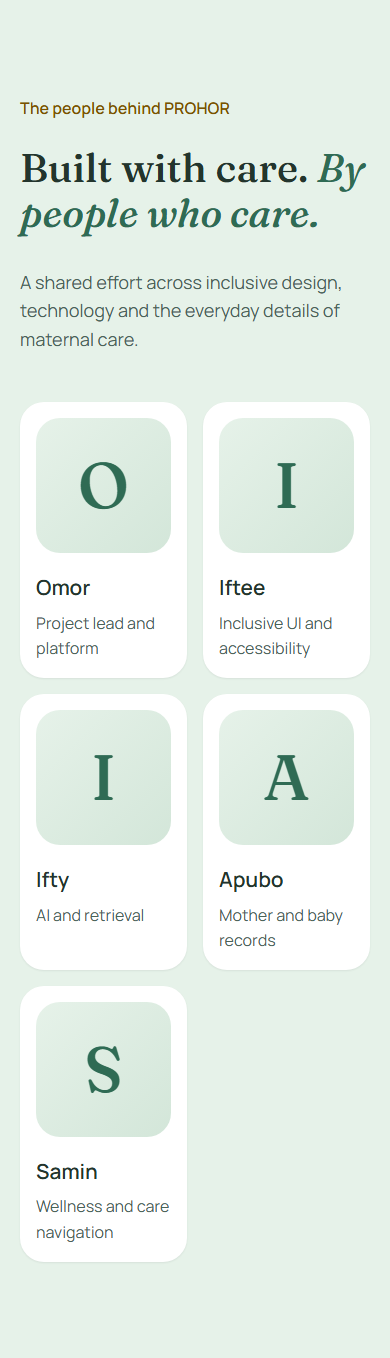 The people behind PROHOR
Built with care. By
people who care.
A shared effort across inclusive design,
technology and the everyday details of
maternal care.
O
Omor
Project lead and
platform
I
Iftee
Inclusive UI and
accessibility
I
Ifty
AI and retrieval
A
Apubo
Mother and baby
records
S
Samin
Wellness and care
navigation